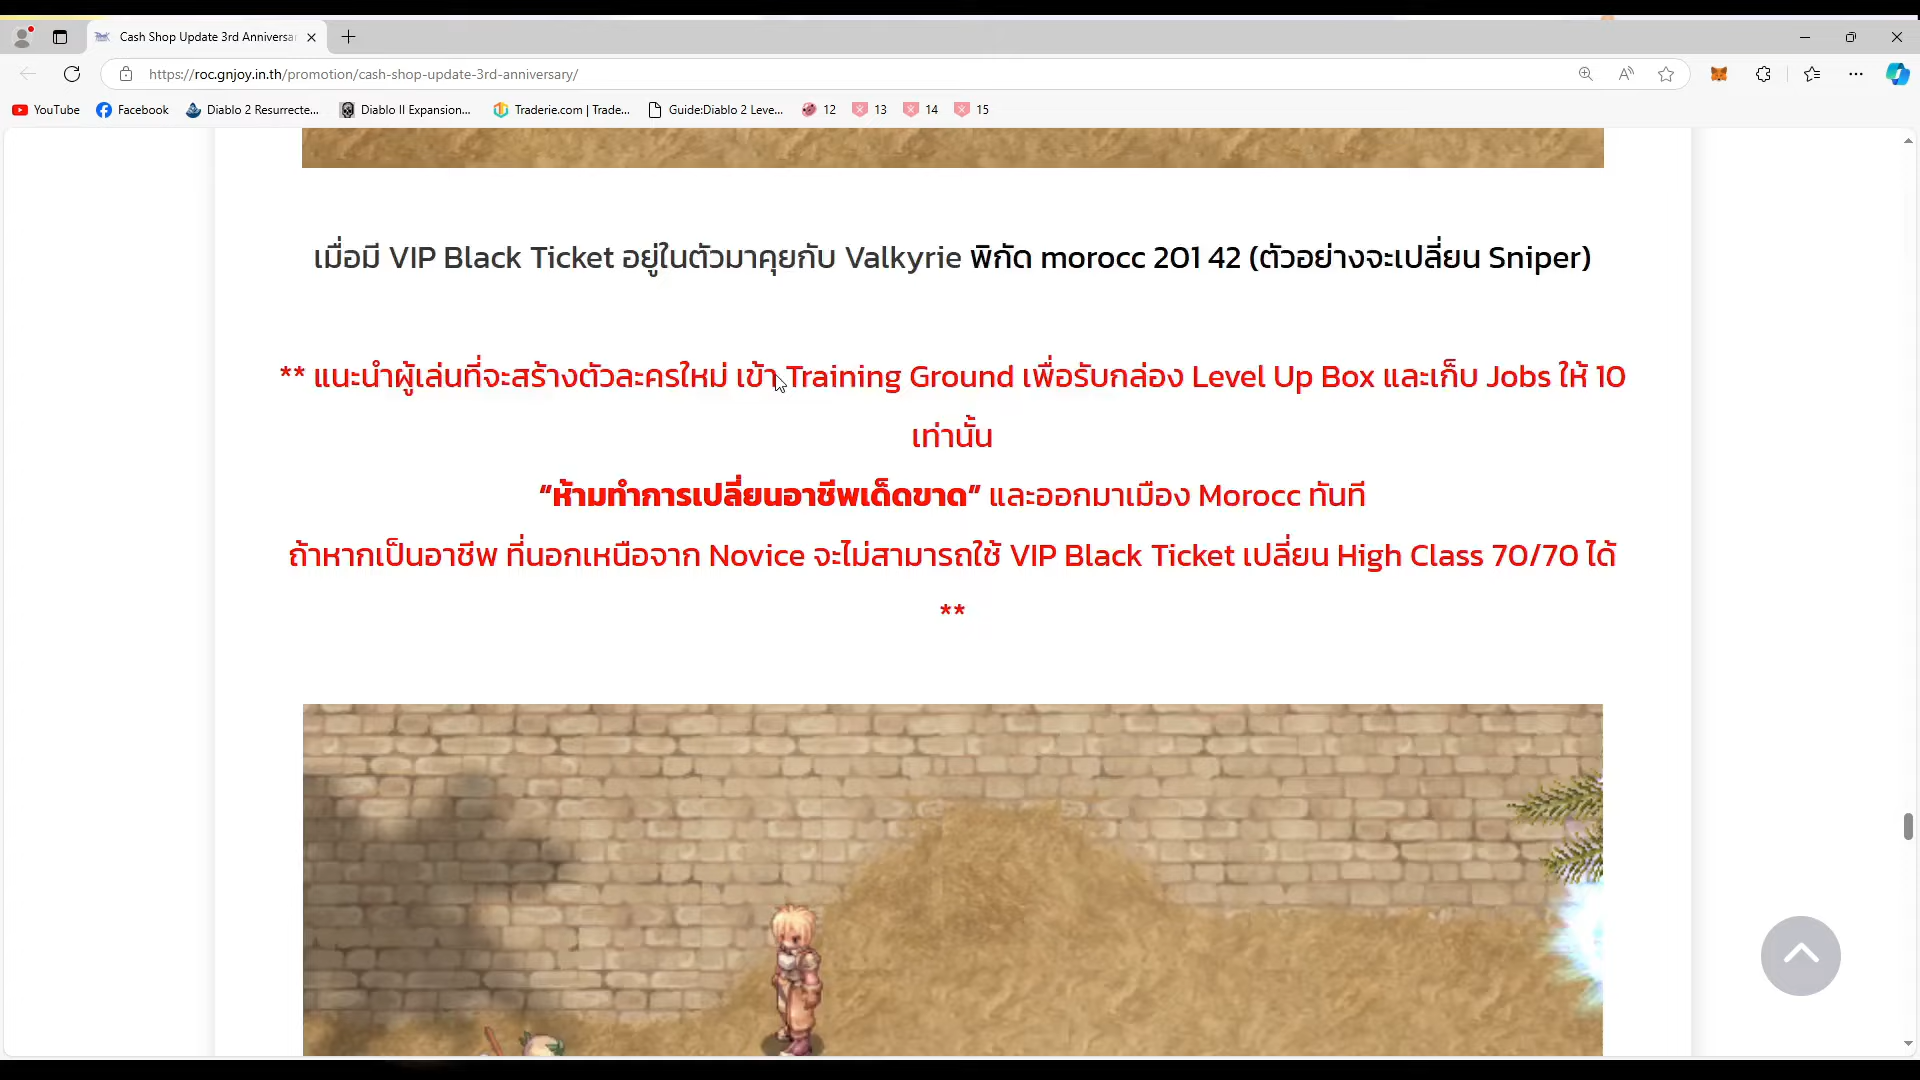 Cash Shop Update 3rd Anniversa
https://roc.gnjoy.in.th/promotion/cash-shop-update-3rd-anniversary/
YouTube Facebook Diablo 2 Resurrecte... Diablo II Expansion... Traderie.com | Trade... Guide:Diablo 2 Leve... 12 13 14 15
เมื่อมี VIP Black Ticket อยู่ในตัวมาคุยกับ Valkyrie พิกัด morocc 201 42 (ตัวอย่างจะเปลี่ยน Sniper)
** แนะนำผู้เล่นที่จะสร้างตัวละครใหม่ เข้า Training Ground เพื่อรับกล่อง Level Up Box และเก็บ Jobs ให้ 10
เท่านั้น
“ห้ามทำการเปลี่ยนอาชีพเด็ดขาด” และออกมาเมือง Morocc ทันที
ถ้าหากเป็นอาชีพ ที่นอกเหนือจาก Novice จะไม่สามารถใช้ VIP Black Ticket เปลี่ยน High Class 70/70 ได้
**